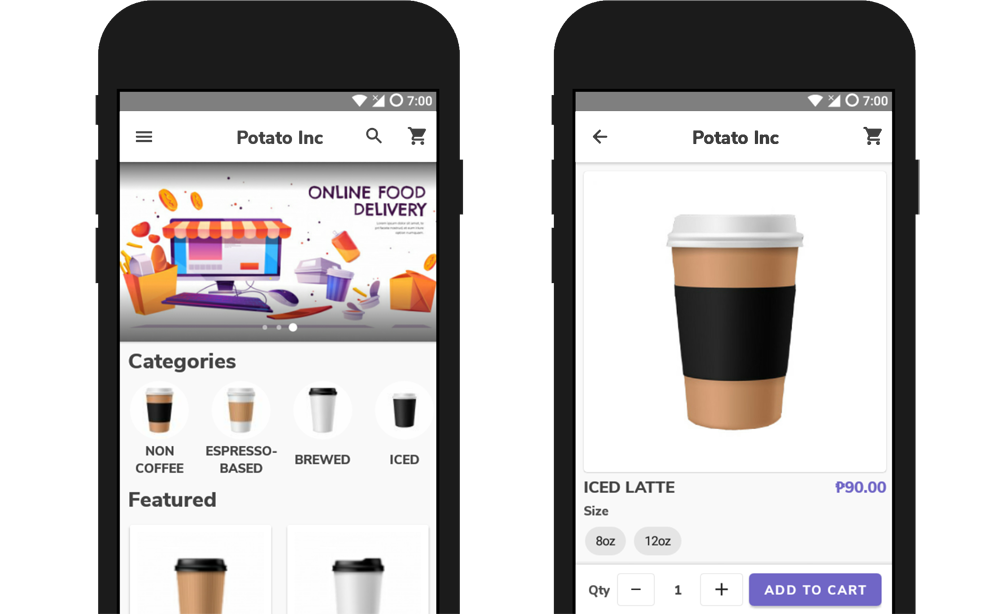 7:00
Potato Inc
ONLINE FOOD
DELIVERY
Categories
NON
COFFEE
ESPRESSO-
BASED
BREWED
ICED
Featured
7:00
Potato Inc
ICED LATTE
₱90.00
Size
8oz
12oz
Qty
1
ADD TO CART